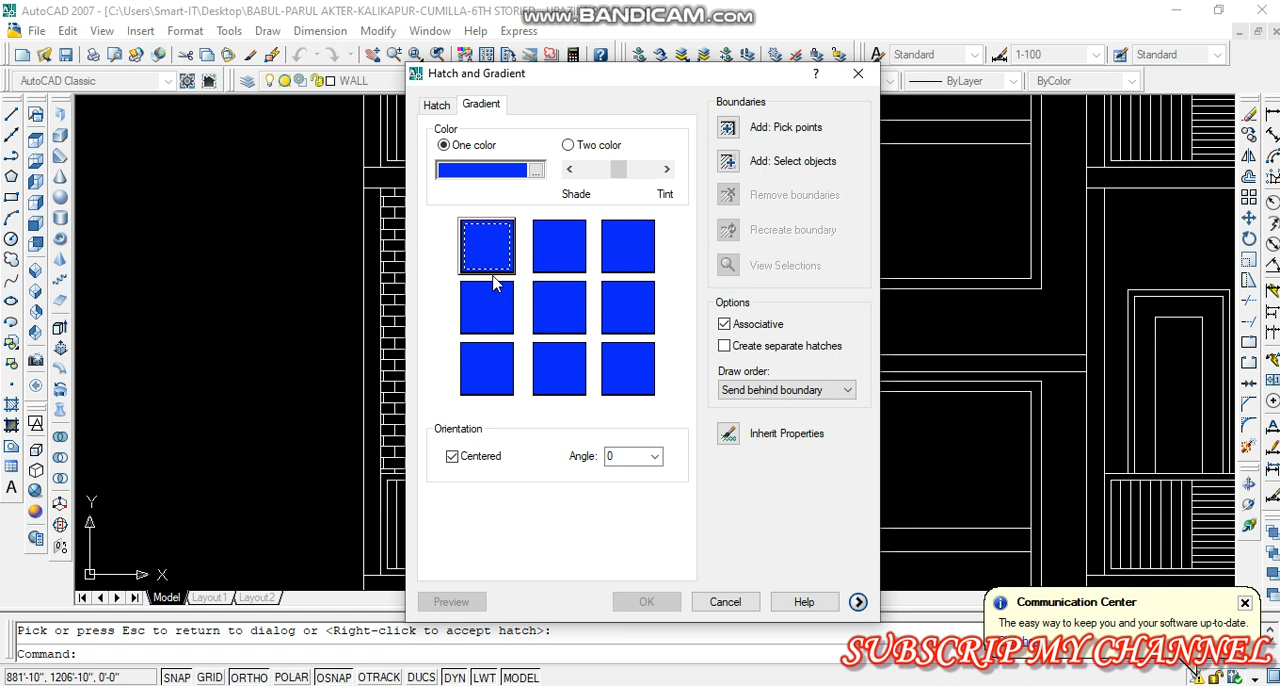 AutoCAD 2007 - [C:\Users\Smart-IT\Desktop\BABUL-PARUL AKTER-KALIKAPUR-CUMILLA-6TH STORIED
www.BANDICAM.com
File Edit View Insert Format Tools Draw Dimension Modify Window Help Express
Standard 1-100 Standard
AutoCAD Classic WALL ByLayer ByColor
Hatch and Gradient ?
Hatch Gradient
Color
One color Two color
...
Shade Tint
Orientation
Centered Angle: 0
Boundaries
Add: Pick points
Add: Select objects
Remove boundaries
Recreate boundary
View Selections
Options
Associative
Create separate hatches
Draw order:
Send behind boundary
Inherit Properties
Preview OK Cancel Help
Y
X
A
Model Layout1 Layout2
Communication Center
The easy way to keep you and your software up-to-date.
Pick or press Esc to return to dialog or <Right-click to accept hatch>:
Command:
SUBSCRIP MY CHANNEL
881'-10", 1206'-10", 0'-0" SNAP GRID ORTHO POLAR OSNAP OTRACK DUCS DYN LWT MODEL